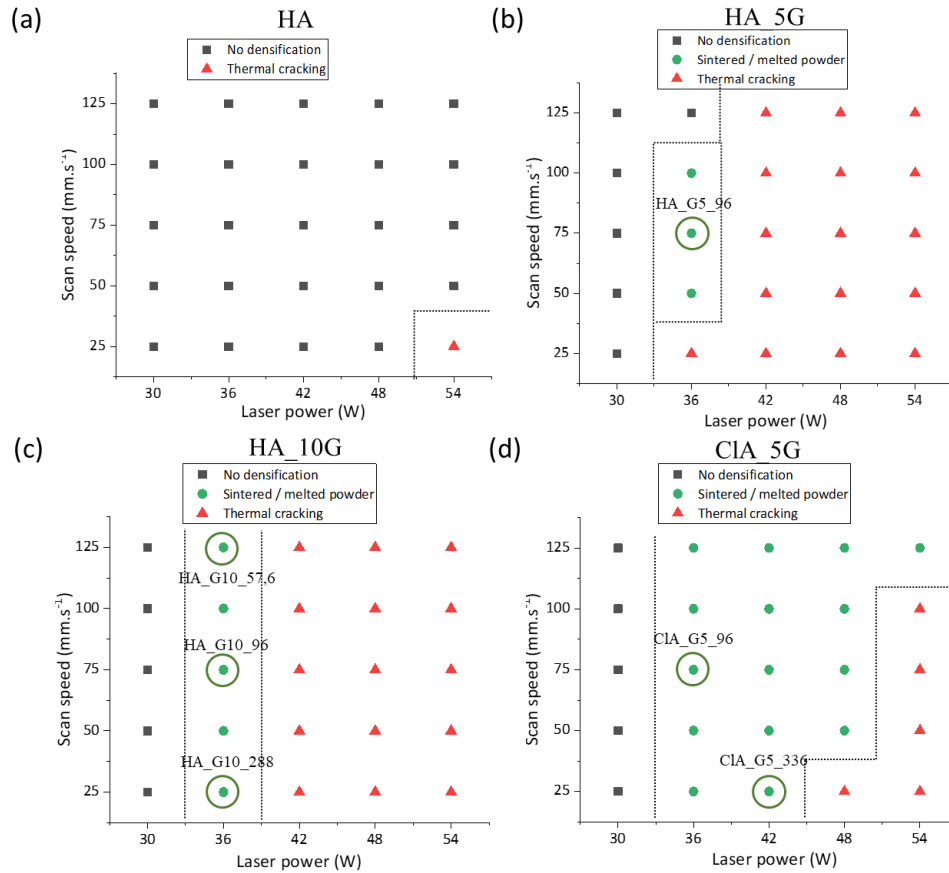 (a)
HA
No densification
Thermal cracking
125
100
75
50
25
Scan speed (mm.s⁻¹)
30 36 42 48 54
Laser power (W)
(b)
HA_5G
No densification
Sintered / melted powder
Thermal cracking
125
100
75
50
25
Scan speed (mm.s⁻¹)
HA_G5_96
30 36 42 48 54
Laser power (W)
(c)
HA_10G
No densification
Sintered / melted powder
Thermal cracking
125
100
75
50
25
Scan speed (mm.s⁻¹)
HA_G10_57,6
HA_G10_96
HA_G10_288
30 36 42 48 54
Laser power (W)
(d)
ClA_5G
No densification
Sintered / melted powder
Thermal cracking
125
100
75
50
25
Scan speed (mm.s⁻¹)
ClA_G5_96
ClA_G5_336
30 36 42 48 54
Laser power (W)